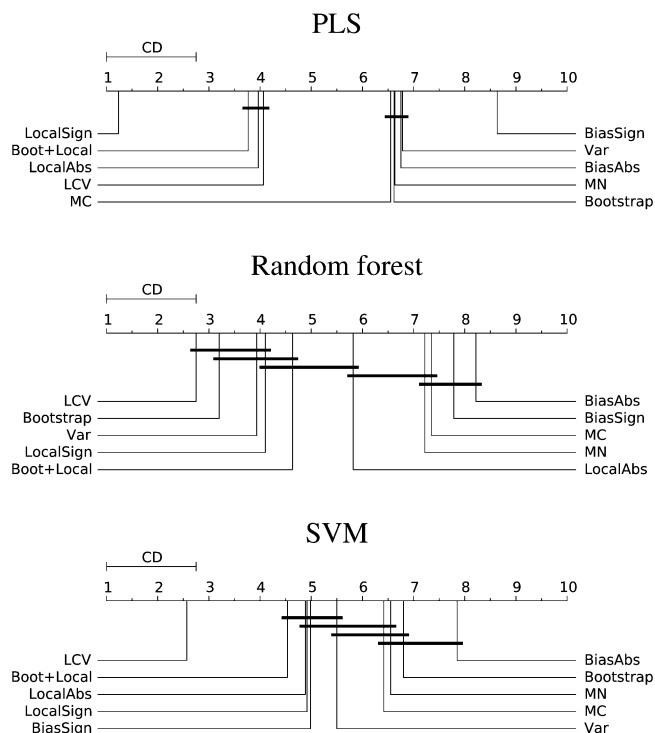 PLS
CD
1 2 3 4 5 6 7 8 9 10
LocalSign BiasSign
Boot+Local Var
LocalAbs BiasAbs
LCV MN
MC Bootstrap
Random forest
CD
1 2 3 4 5 6 7 8 9 10
LCV BiasAbs
Bootstrap BiasSign
Var MC
LocalSign MN
Boot+Local LocalAbs
SVM
CD
1 2 3 4 5 6 7 8 9 10
LCV BiasAbs
Boot+Local Bootstrap
LocalAbs MN
LocalSign MC
BiasSign Var